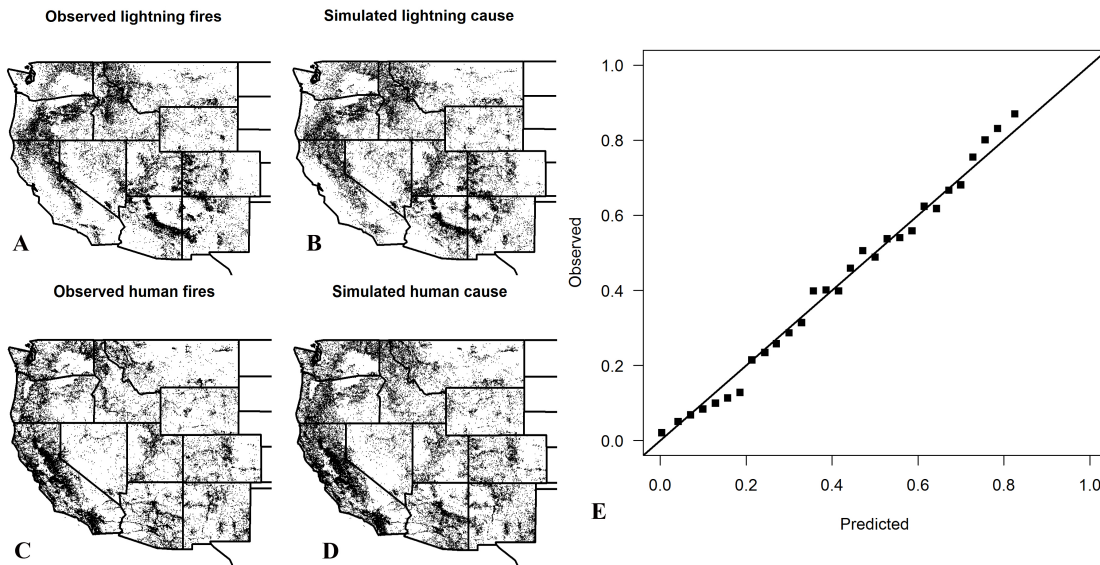 Observed lightning fires
Simulated lightning cause
A
B
Observed human fires
Simulated human cause
C
D
1.0
0.8
0.6
0.4
0.2
0.0
Observed
0.0 0.2 0.4 0.6 0.8 1.0
Predicted
E